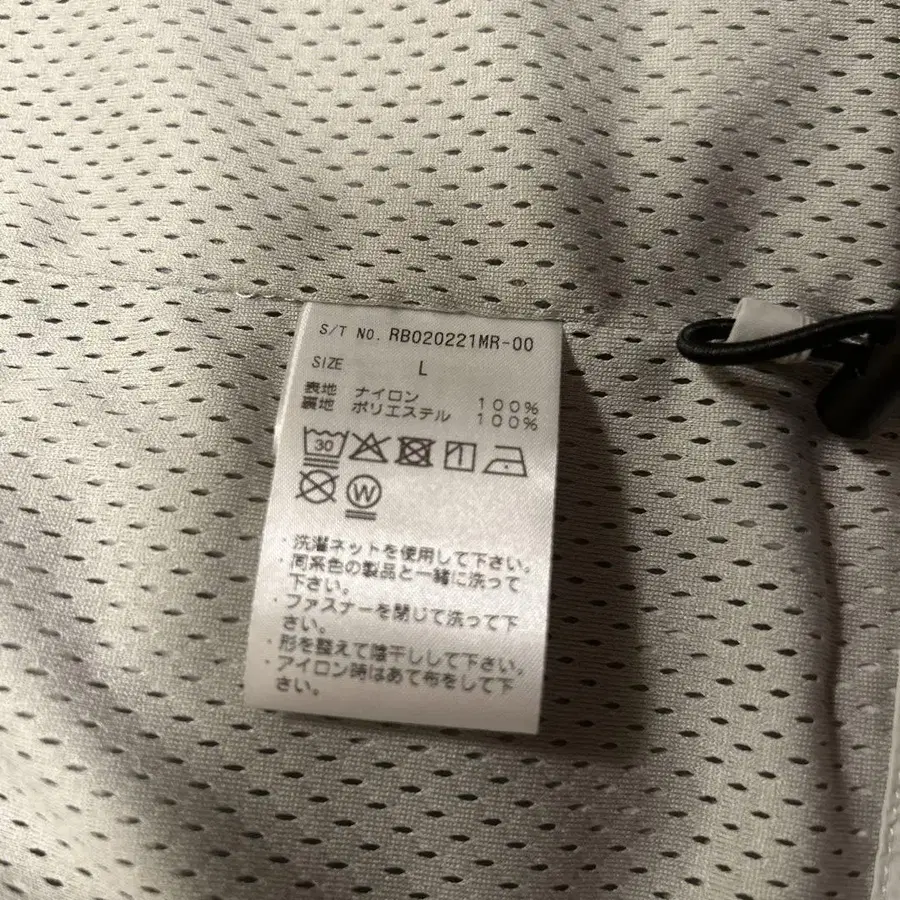 S/T NO. RB020221MR-00
SIZE L
表地 ナイロン 100%
裏地 ポリエステル 100%
30
W
・洗濯ネットを使用して下さい。
・同系色の製品と一緒に洗って
下さい。
・ファスナーを閉じて洗って下
さい。
・形を整えて陰干しして下さい。
・アイロン時はあて布をして下
さい。